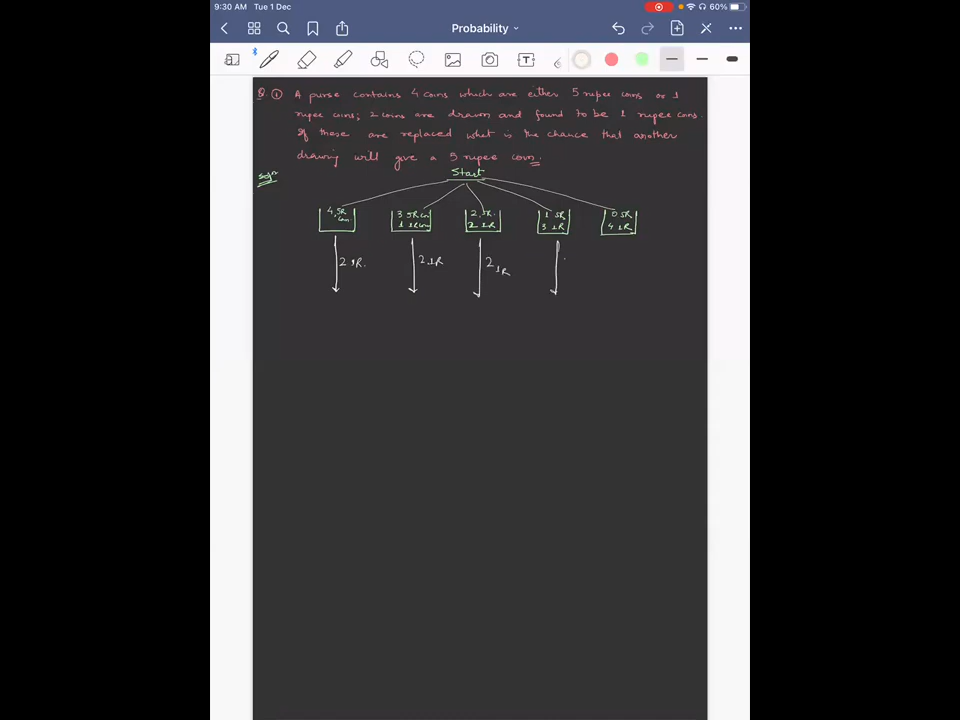 9:30 AM Tue 1 Dec 60%
Probability
Q. ① A purse contains 4 coins which are either 5 rupee coins or 1
rupee coins; 2 coins are drawn and found to be 1 rupee coins.
If these are replaced what is the chance that another
drawing will give a 5 rupee coin.
Start
4, 5R 3 5R coin 2, 5R. 1 5R 0 5R
1 1R coin 2 1R 3 1R 4 1R
2 1R. 2 1R 2 1R